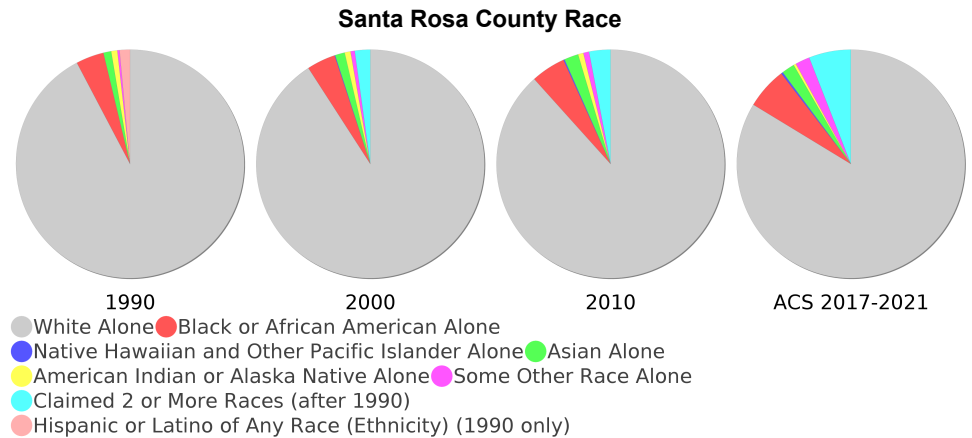 Santa Rosa County Race
1990 2000 2010 ACS 2017-2021
White Alone Black or African American Alone
Native Hawaiian and Other Pacific Islander Alone Asian Alone
American Indian or Alaska Native Alone Some Other Race Alone
Claimed 2 or More Races (after 1990)
Hispanic or Latino of Any Race (Ethnicity) (1990 only)